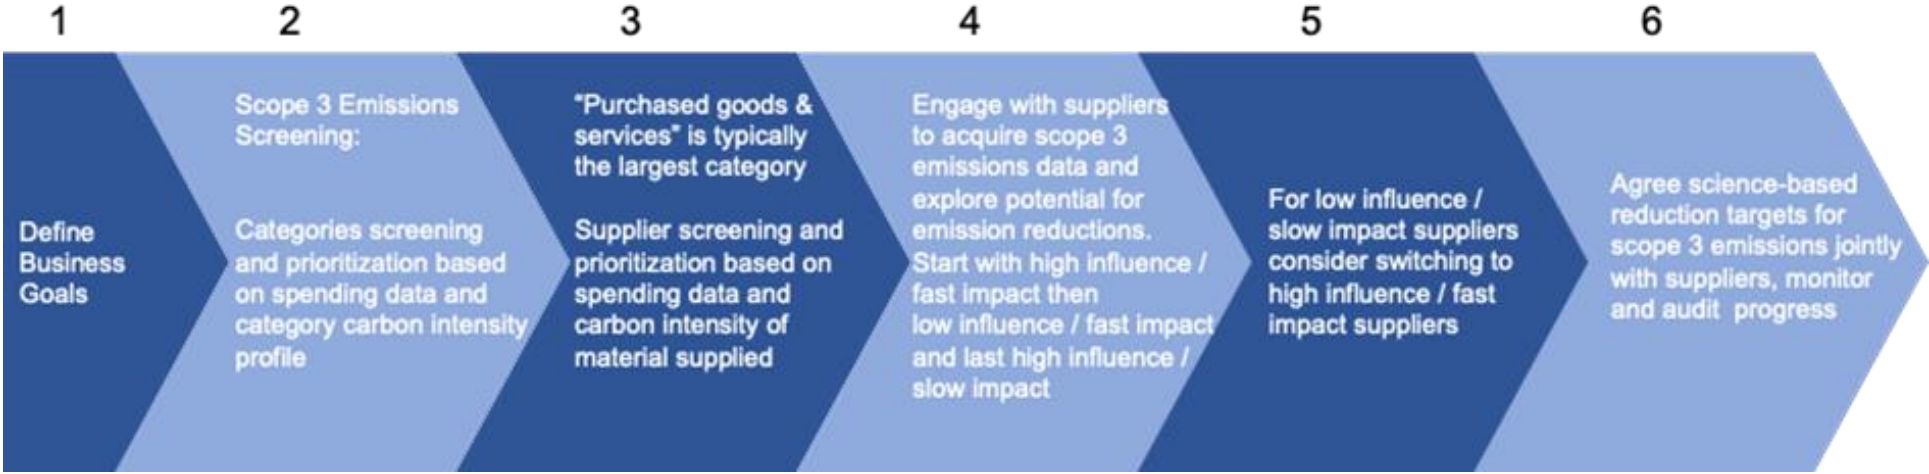 1
2
3
4
5
6
Define
Business
Goals
Scope 3 Emissions
Screening:
Categories screening
and prioritization based
on spending data and
category carbon intensity
profile
“Purchased goods &
services” is typically
the largest category
Supplier screening and
prioritization based on
spending data and
carbon intensity of
material supplied
Engage with suppliers
to acquire scope 3
emissions data and
explore potential for
emission reductions.
Start with high influence /
fast impact then
low influence / fast impact
and last high influence /
slow impact
For low influence /
slow impact suppliers
consider switching to
high influence / fast
impact suppliers
Agree science-based
reduction targets for
scope 3 emissions jointly
with suppliers, monitor
and audit progress